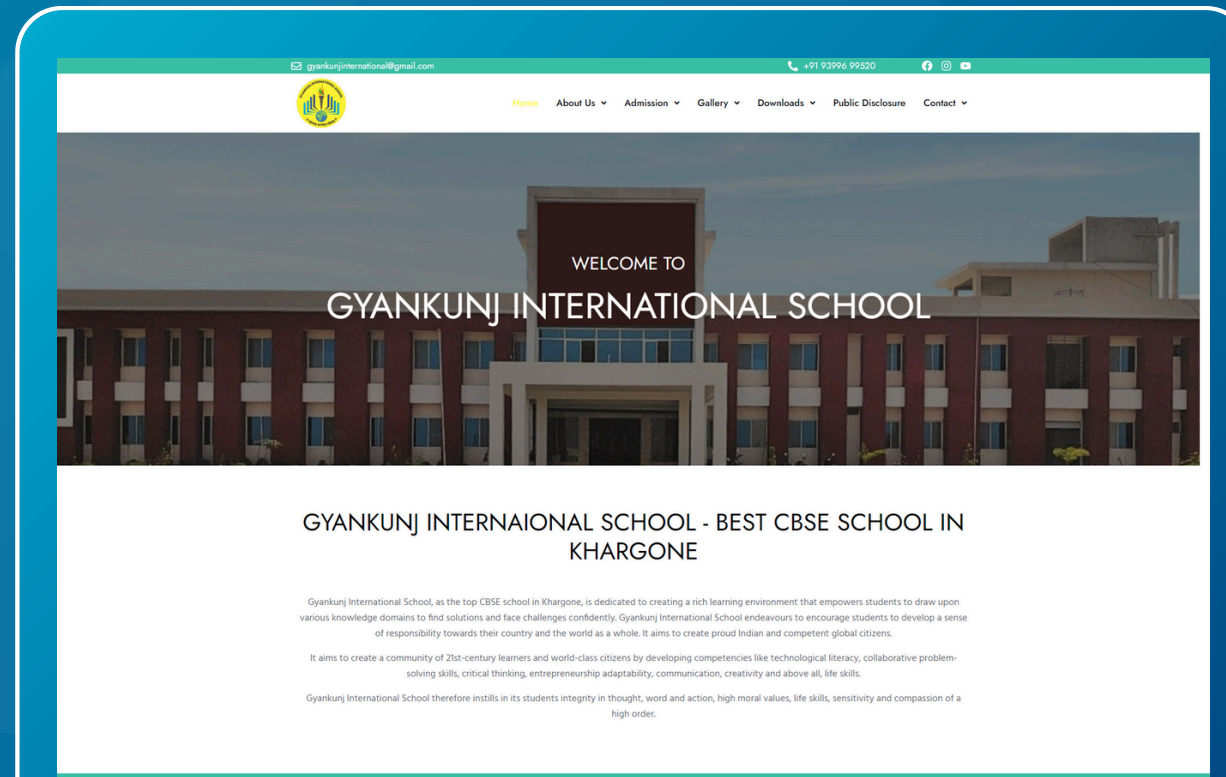 gyankunjinternational@gmail.com
+91 93996 99520
Home About Us Admission Gallery Downloads Public Disclosure Contact
WELCOME TO
GYANKUNJ INTERNATIONAL SCHOOL
GYANKUNJ INTERNAIONAL SCHOOL - BEST CBSE SCHOOL IN
KHARGONE
Gyankunj International School, as the top CBSE school in Khargone, is dedicated to creating a rich learning environment that empowers students to draw upon
various knowledge domains to find solutions and face challenges confidently. Gyankunj International School endeavours to encourage students to develop a sense
of responsibility towards their country and the world as a whole. It aims to create proud Indian and competent global citizens.
It aims to create a community of 21st-century learners and world-class citizens by developing competencies like technological literacy, collaborative problem-
solving skills, critical thinking, entrepreneurship adaptability, communication, creativity and above all, life skills.
Gyankunj International School therefore instills in its students integrity in thought, word and action, high moral values, life skills, sensitivity and compassion of a
high order.